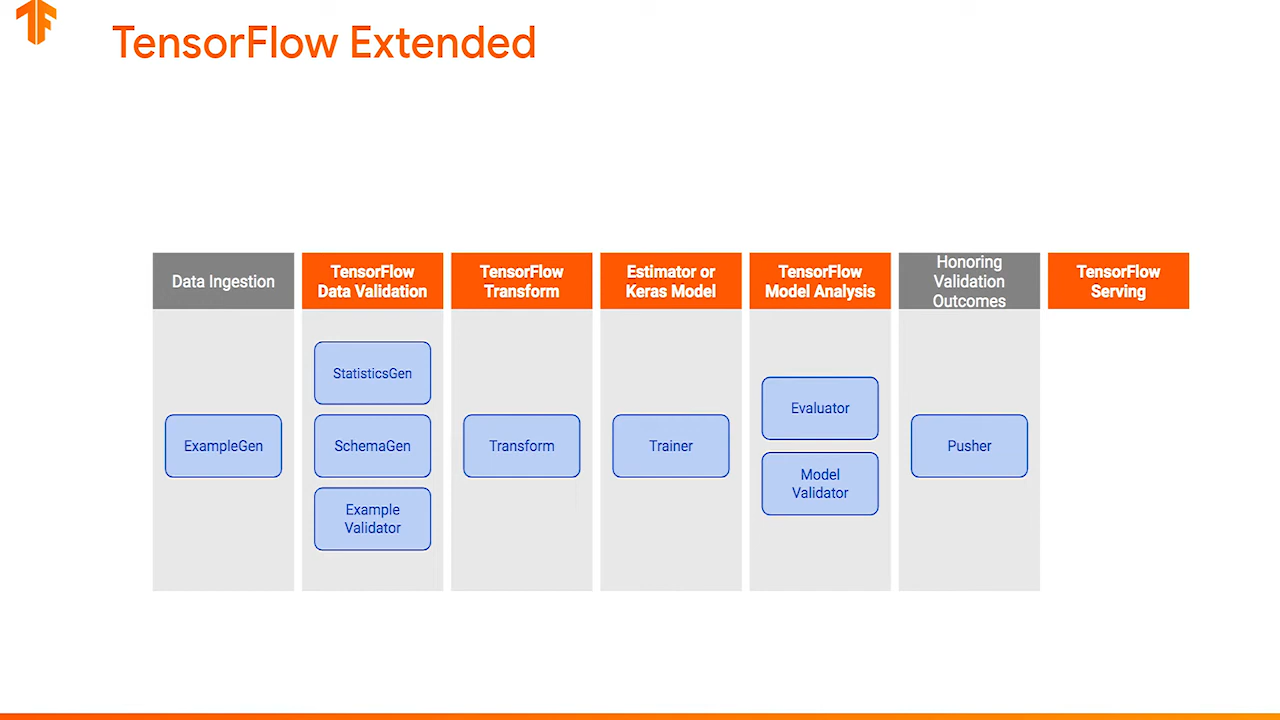 TensorFlow Extended
Data Ingestion
TensorFlow
Data Validation
TensorFlow
Transform
Estimator or
Keras Model
TensorFlow
Model Analysis
Honoring
Validation
Outcomes
TensorFlow
Serving
ExampleGen
StatisticsGen
SchemaGen
Example
Validator
Transform
Trainer
Evaluator
Model
Validator
Pusher